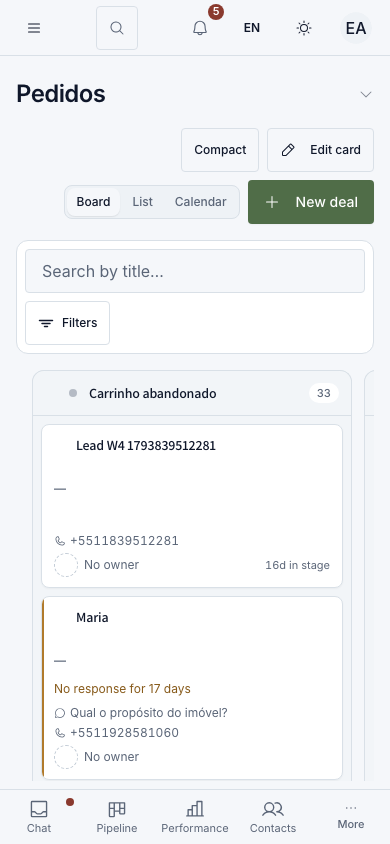 5
EN
EA
Pedidos
Compact
Edit card
Board
List
Calendar
New deal
Search by title...
Filters
Carrinho abandonado
33
Lead W4 1793839512281
—
+5511839512281
No owner
16d in stage
Maria
—
No response for 17 days
Qual o propósito do imóvel?
+5511928581060
No owner
Chat
Pipeline
Performance
Contacts
More